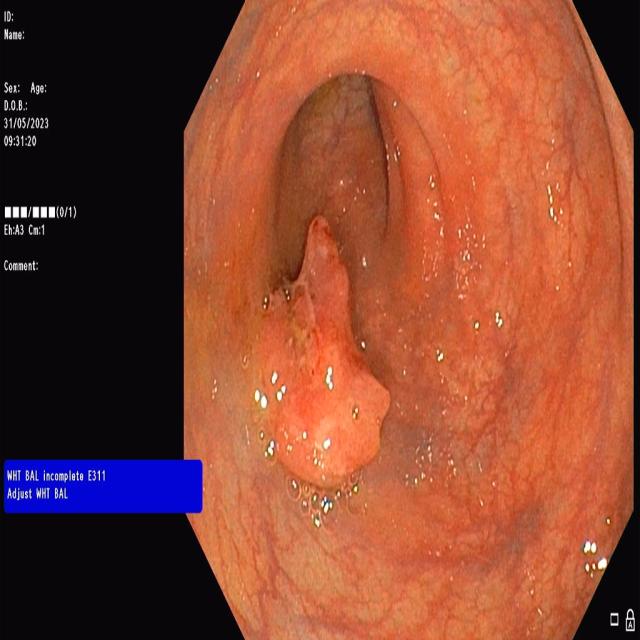 ID:
Name:
Sex: Age:
D.O.B.:
31/05/2023
09:31:20
■■■/■■■(0/1)
Eh:A3 Cm:1
Comment:
WHT BAL incomplete E311
Adjust WHT BAL
A